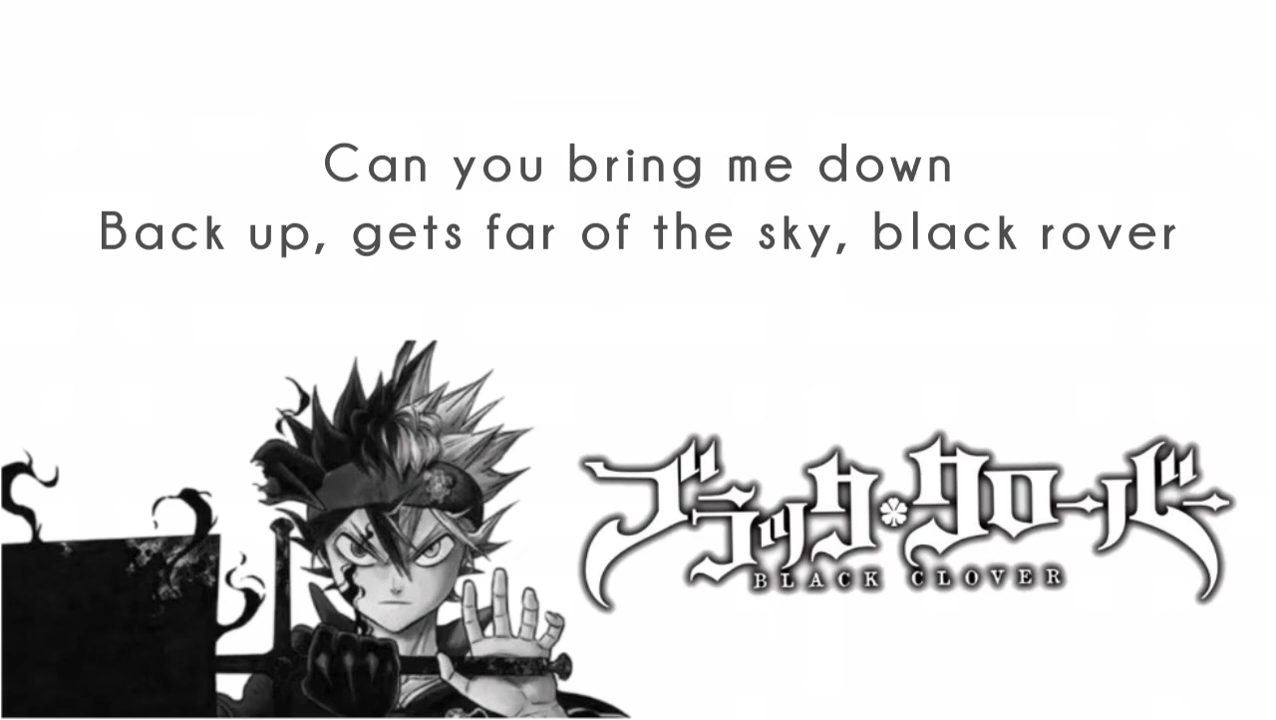 Can you bring me down
Back up, gets far of the sky, black rover
ブラック・クローバー
BLACK CLOVER